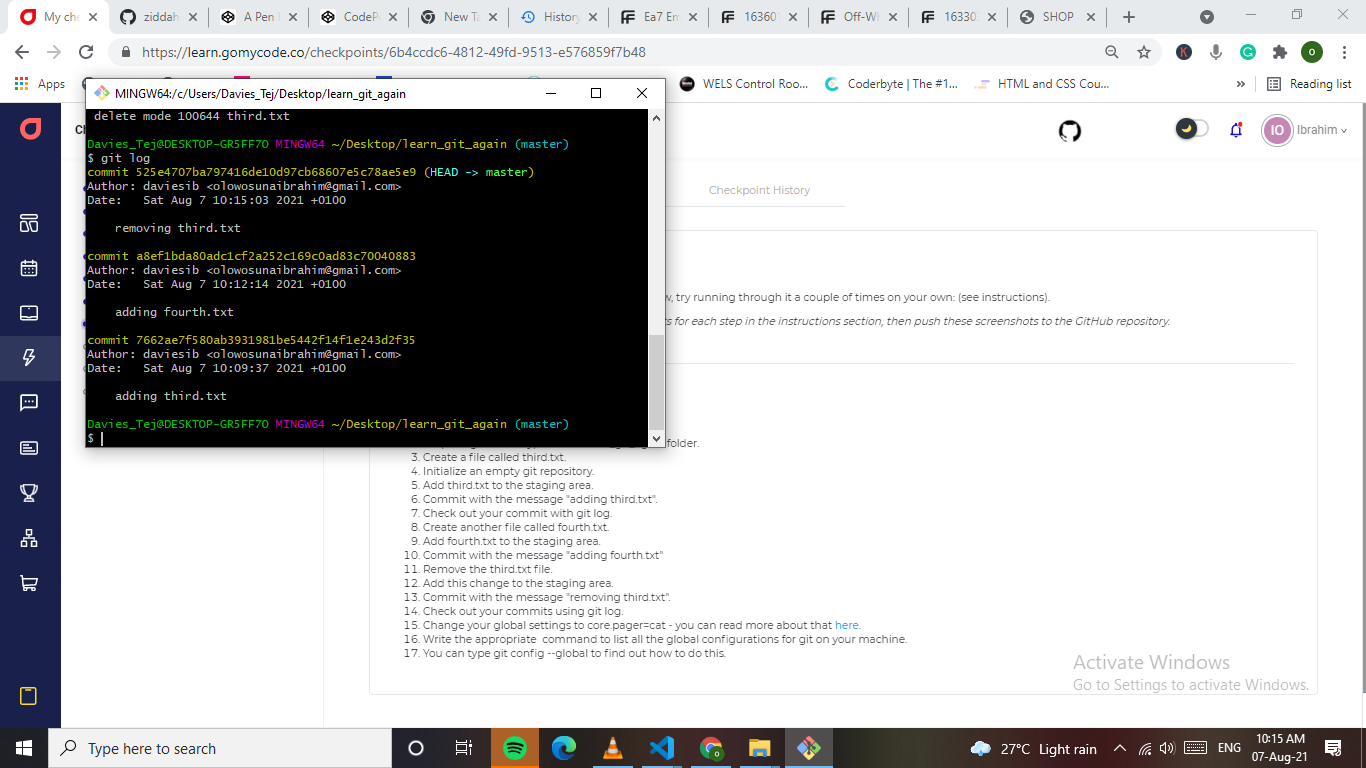 My che
ziddah
A Pen
CodePe
New Ta
History
Ea7 Em
16360
Off-Wh
16330
SHOP
https://learn.gomycode.co/checkpoints/6b4ccdc6-4812-49fd-9513-e576859f7b48
Apps
WELS Control Roo...
Coderbyte | The #1...
HTML and CSS Cou...
»
Reading list
MINGW64:/c/Users/Davies_Tej/Desktop/learn_git_again
delete mode 100644 third.txt
Davies_Tej@DESKTOP-GR5FF7O MINGW64 ~/Desktop/learn_git_again (master)
$ git log
commit 525e4707ba797416de10d97cb68607e5c78ae5e9 (HEAD -> master)
Author: daviesib <olowosunaibrahim@gmail.com>
Date: Sat Aug 7 10:15:03 2021 +0100
removing third.txt
commit a8ef1bda80adc1cf2a252c169c0ad83c70040883
Author: daviesib <olowosunaibrahim@gmail.com>
Date: Sat Aug 7 10:12:14 2021 +0100
adding fourth.txt
commit 7662ae7f580ab3931981be5442f14f1e243d2f35
Author: daviesib <olowosunaibrahim@gmail.com>
Date: Sat Aug 7 10:09:37 2021 +0100
adding third.txt
Davies_Tej@DESKTOP-GR5FF7O MINGW64 ~/Desktop/learn_git_again (master)
$
IO
Ibrahim
Checkpoint History
, try running through it a couple of times on your own: (see instructions).
s for each step in the instructions section, then push these screenshots to the GitHub repository.
folder.
3. Create a file called third.txt.
4. Initialize an empty git repository.
5. Add third.txt to the staging area.
6. Commit with the message "adding third.txt".
7. Check out your commit with git log.
8. Create another file called fourth.txt.
9. Add fourth.txt to the staging area.
10. Commit with the message "adding fourth.txt"
11. Remove the third.txt file.
12. Add this change to the staging area.
13. Commit with the message "removing third.txt".
14. Check out your commits using git log.
15. Change your global settings to core.pager=cat - you can read more about that here.
16. Write the appropriate command to list all the global configurations for git on your machine.
17. You can type git config --global to find out how to do this.
Activate Windows
Go to Settings to activate Windows.
Type here to search
27°C Light rain
ENG
10:15 AM
07-Aug-21